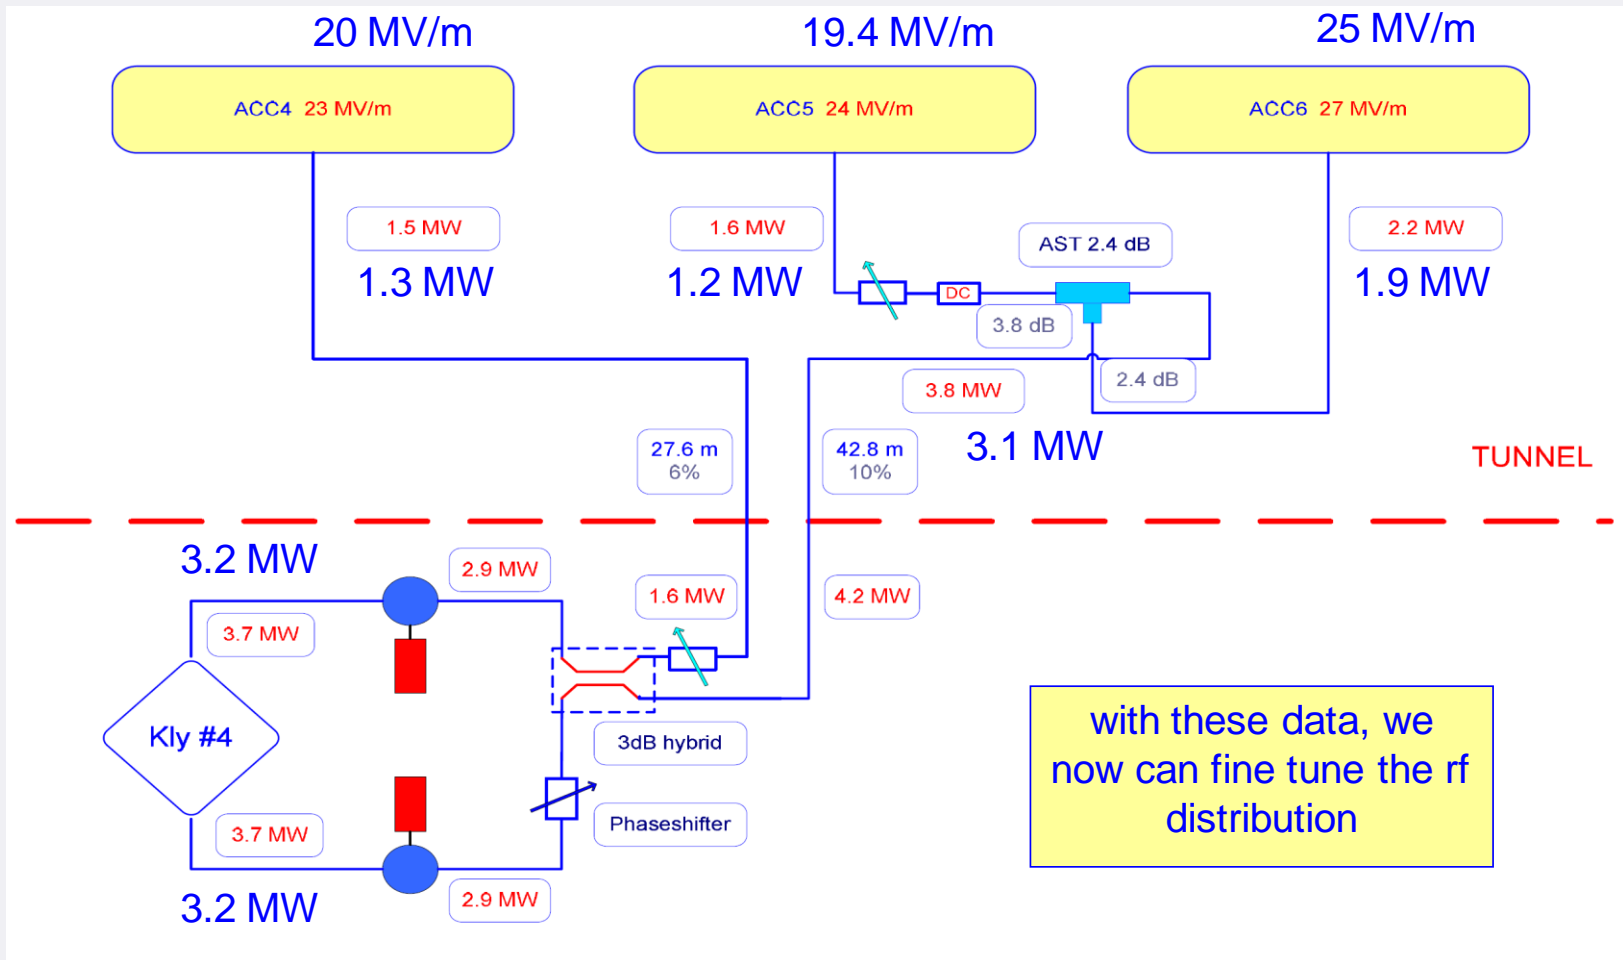 20 MV/m
19.4 MV/m
25 MV/m
ACC4 23 MV/m
ACC5 24 MV/m
ACC6 27 MV/m
1.5 MW
1.6 MW
AST 2.4 dB
2.2 MW
1.3 MW
1.2 MW
DC
1.9 MW
3.8 dB
2.4 dB
3.8 MW
27.6 m
6%
42.8 m
10%
3.1 MW
TUNNEL
3.2 MW
2.9 MW
1.6 MW
4.2 MW
3.7 MW
Kly #4
3dB hybrid
with these data, we
now can fine tune the rf
distribution
Phaseshifter
3.7 MW
2.9 MW
3.2 MW